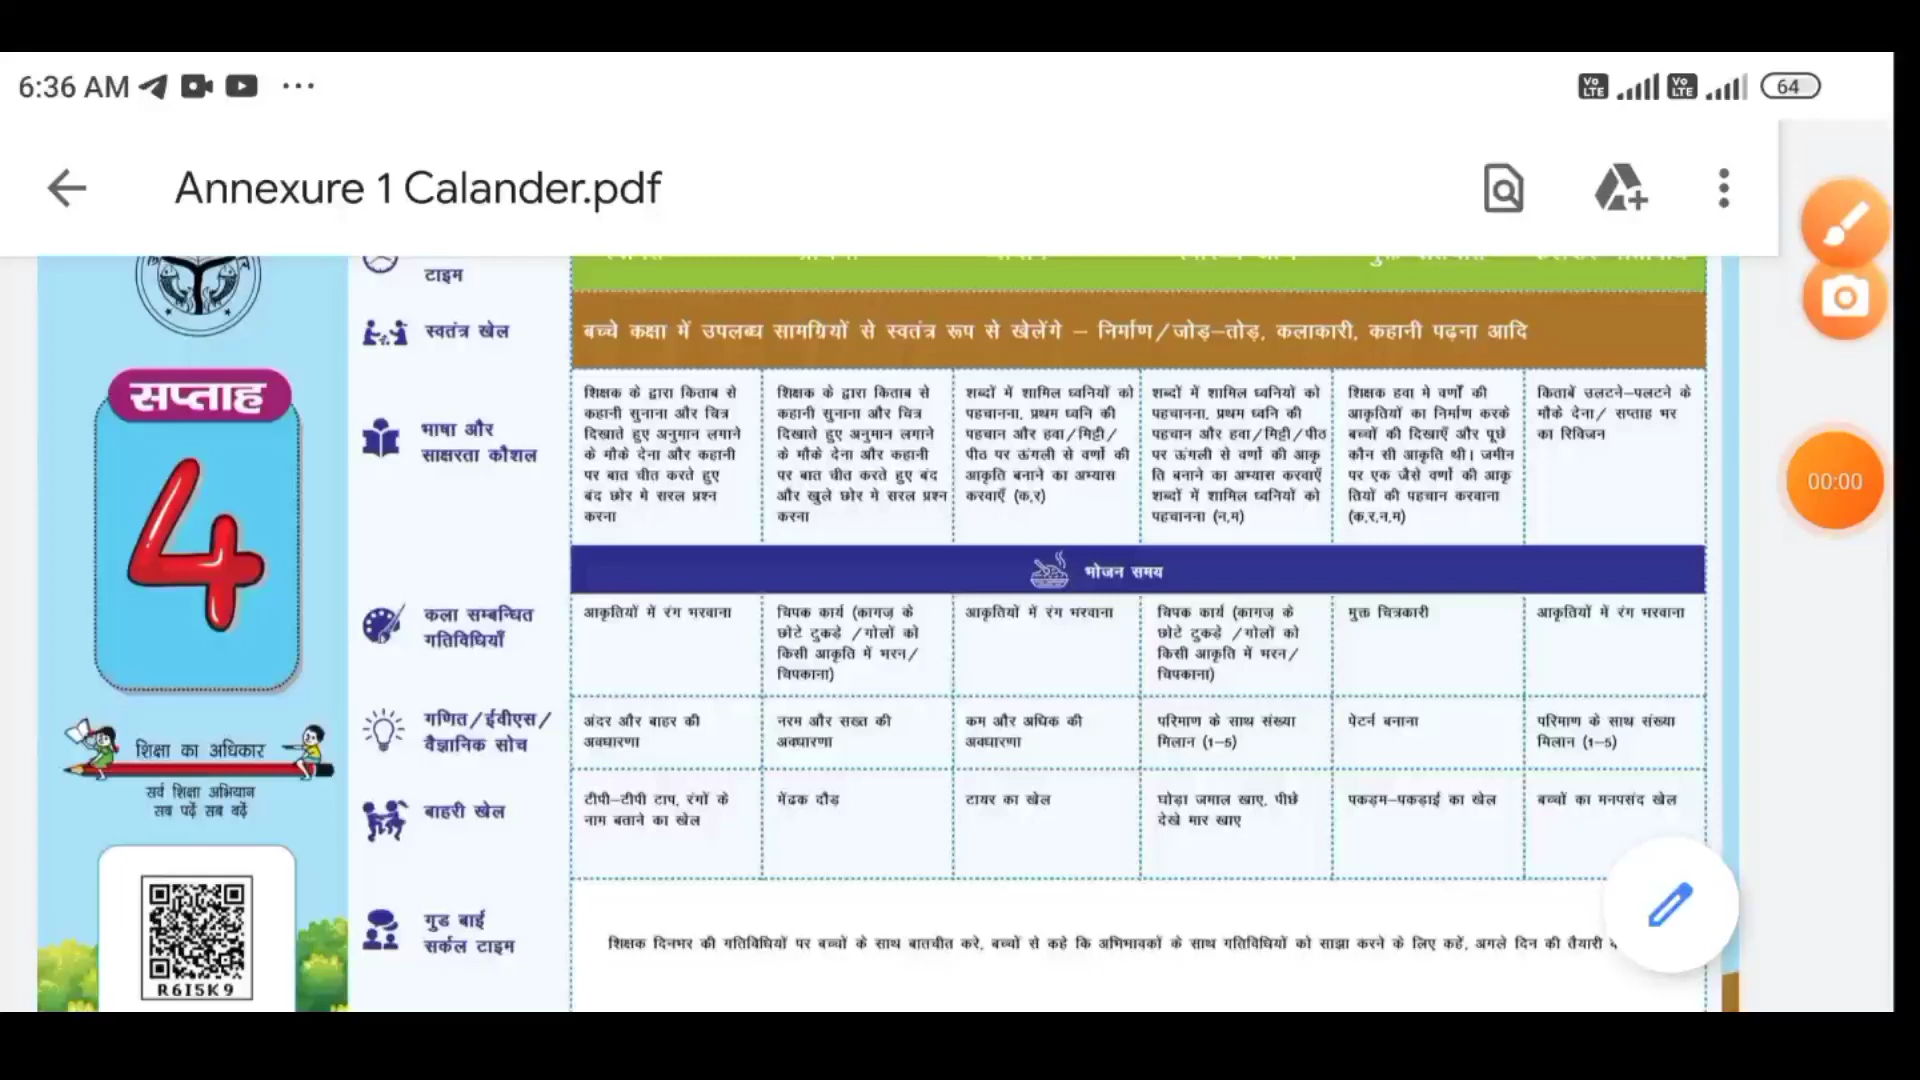 6:36 AM
Vo LTE
Vo LTE
64
Annexure 1 Calander.pdf
00:00
टाइम
स्वतंत्र खेल
बच्चे कक्षा में उपलब्ध सामग्रियों से स्वतंत्र रूप से खेलेंगे – निर्माण/जोड़–तोड़, कलाकारी, कहानी पढ़ना आदि
सप्ताह
4
भाषा और
साक्षरता कौशल
शिक्षक के द्वारा किताब से
कहानी सुनाना और चित्र
दिखाते हुए अनुमान लगाने
के मौके देना और कहानी
पर बात चीत करते हुए
बंद छोर मे सरल प्रश्न
करना
शिक्षक के द्वारा किताब से
कहानी सुनाना और चित्र
दिखाते हुए अनुमान लगाने
के मौके देना और कहानी
पर बात चीत करते हुए बंद
और खुले छोर मे सरल प्रश्न
करना
शब्दों में शामिल ध्वनियों को
पहचानना, प्रथम ध्वनि की
पहचान और हवा/मिट्टी/
पीठ पर ऊंगली से वर्णों की
आकृति बनाने का अभ्यास
करवाएँ (क,र)
शब्दों में शामिल ध्वनियों को
पहचानना, प्रथम ध्वनि की
पहचान और हवा/मिट्टी/पीठ
पर ऊंगली से वर्णों की आकृ
ति बनाने का अभ्यास करवाएँ
शब्दों में शामिल ध्वनियों को
पहचानना (न,म)
शिक्षक हवा मे वर्णों की
आकृतियों का निर्माण करके
बच्चों की दिखाएँ और पूछे
कौन सी आकृति थी। जमीन
पर एक जैसे वर्णों की आकृ
तियों की पहचान करवाना
(क,र,न,म)
किताबें उलटने–पलटने के
मौके देना/ सप्ताह भर
का रिविजन
भोजन समय
कला सम्बन्धित
गतिविधियाँ
आकृतियों में रंग भरवाना
चिपक कार्य (कागज़ के
छोटे टुकड़े /गोलों को
किसी आकृति में भरन/
चिपकाना)
आकृतियों में रंग भरवाना
चिपक कार्य (कागज़ के
छोटे टुकड़े /गोलों को
किसी आकृति में भरन/
चिपकाना)
मुक्त चित्रकारी
आकृतियों में रंग भरवाना
गणित/ईवीएस/
वैज्ञानिक सोच
अंदर और बाहर की
अवधारणा
नरम और सख्त की
अवधारणा
कम और अधिक की
अवधारणा
परिमाण के साथ संख्या
मिलान (1–5)
पेटर्न बनाना
परिमाण के साथ संख्या
मिलान (1–5)
शिक्षा का अधिकार
सर्व शिक्षा अभियान
सब पढ़ें सब बढ़ें
बाहरी खेल
टीपी–टीपी टाप, रंगों के
नाम बताने का खेल
मेंढक दौड़
टायर का खेल
घोड़ा जमाल खाए, पीछे
देखे मार खाए
पकड़म–पकड़ाई का खेल
बच्चों का मनपसंद खेल
R6I5K9
गुड बाई
सर्कल टाइम
शिक्षक दिनभर की गतिविधियों पर बच्चों के साथ बातचीत करे, बच्चों से कहे कि अभिभावकों के साथ गतिविधियों को साझा करने के लिए कहें, अगले दिन की तैयारी